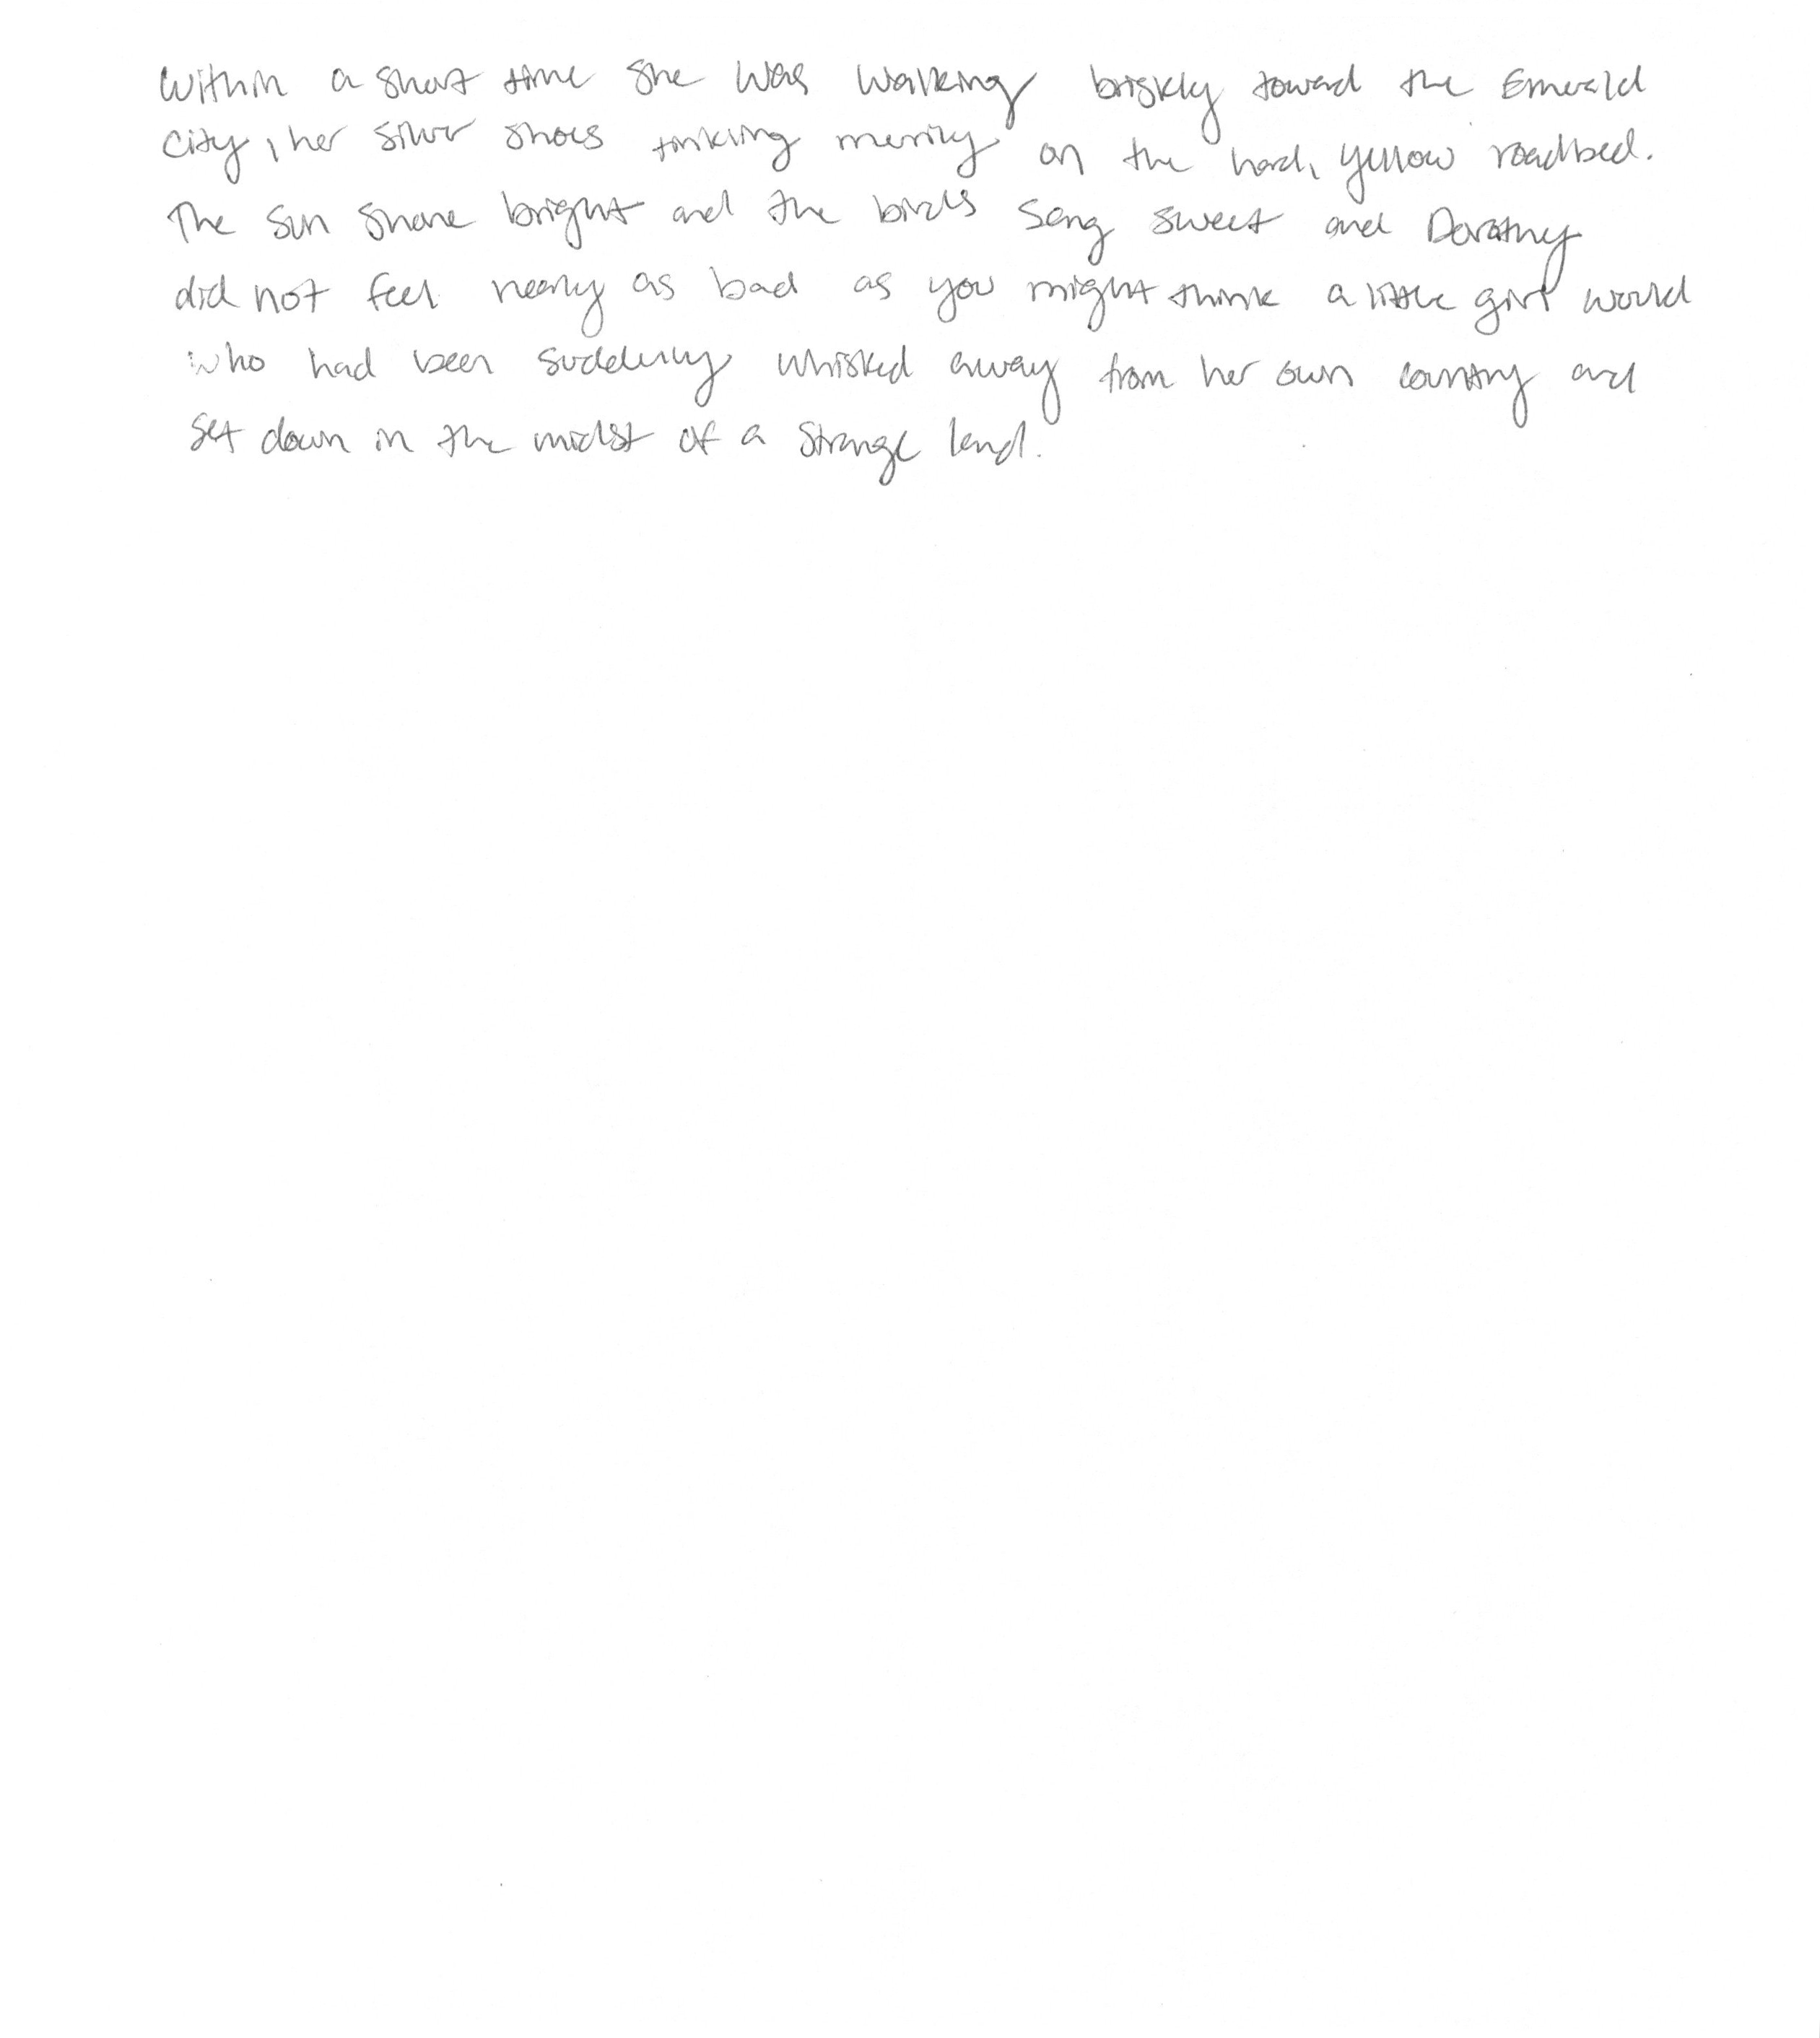 Within a short time she was walking briskly toward the Emerald
City, her silver shoes tinkling merrily on the hard, yellow roadbed.
The sun shone bright and the birds sang sweet and Dorothy
did not feel nearly as bad as you might think a little girl would
who had been suddenly whisked away from her own country and
set down in the midst of a strange land.